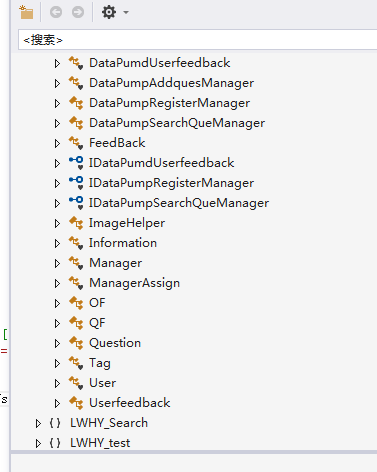 <搜索>
DataPumdUserfeedback
DataPumpAddquesManager
DataPumpRegisterManager
DataPumpSearchQueManager
FeedBack
IDataPumdUserfeedback
IDataPumpRegisterManager
IDataPumpSearchQueManager
ImageHelper
Information
Manager
ManagerAssign
OF
QF
Question
Tag
User
Userfeedback
{ } LWHY_Search
{ } LWHY_test